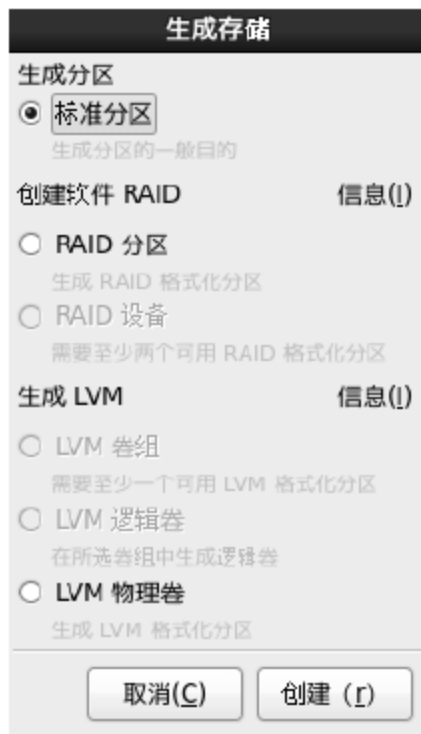 生成存储
生成分区
标准分区
生成分区的一般目的
创建软件 RAID 信息(I)
RAID 分区
生成 RAID 格式化分区
RAID 设备
需要至少两个可用 RAID 格式化分区
生成 LVM 信息(I)
LVM 卷组
需要至少一个可用 LVM 格式化分区
LVM 逻辑卷
在所选卷组中生成逻辑卷
LVM 物理卷
生成 LVM 格式化分区
取消(C) 创建（r）